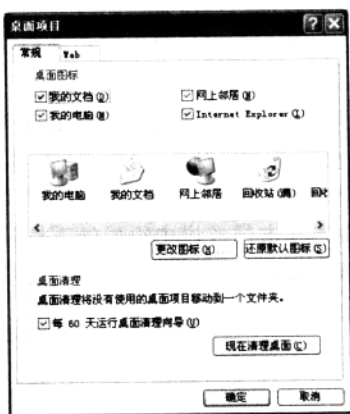 桌面项目
常规 Web
桌面图标
我的文档(D) 网上邻居(N)
我的电脑(M) Internet Explorer(I)
我的电脑 我的文档 网上邻居 回收站(满) 回收
更改图标(H) 还原默认图标(S)
桌面清理
桌面清理将没有使用的桌面项目移动到一个文件夹。
每 60 天运行桌面清理向导(U)
现在清理桌面(C)
确定 取消